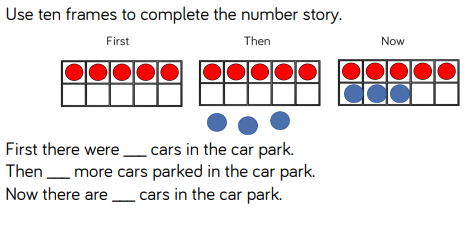 Use ten frames to complete the number story.
First Then Now
First there were ___ cars in the car park.
Then ___ more cars parked in the car park.
Now there are ___ cars in the car park.